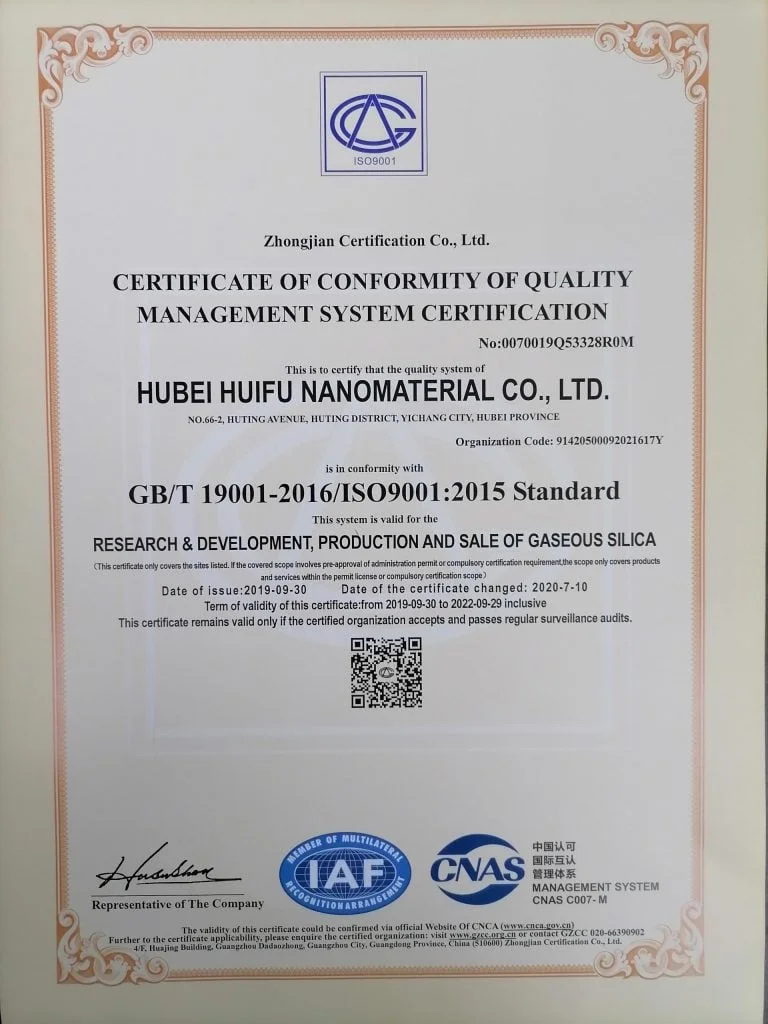 ISO9001
Zhongjian Certification Co., Ltd.
CERTIFICATE OF CONFORMITY OF QUALITY
MANAGEMENT SYSTEM CERTIFICATION
No:0070019Q53328R0M
This is to certify that the quality system of
HUBEI HUIFU NANOMATERIAL CO., LTD.
NO.66-2, HUTING AVENUE, HUTING DISTRICT, YICHANG CITY, HUBEI PROVINCE
Organization Code: 91420500092021617Y
is in conformity with
GB/T 19001-2016/ISO9001:2015 Standard
This system is valid for the
RESEARCH & DEVELOPMENT, PRODUCTION AND SALE OF GASEOUS SILICA
(This certificate only covers the sites listed. If the covered scope involves pre-approval of administration permit or compulsory certification requirement,the scope only covers products
and services within the permit license or compulsory certification scope)
Date of issue:2019-09-30 Date of the certificate changed: 2020-7-10
Term of validity of this certificate:from 2019-09-30 to 2022-09-29 inclusive
This certificate remains valid only if the certified organization accepts and passes regular surveillance audits.
Representative of The Company
MEMBER OF MULTILATERAL
IAF
RECOGNITION ARRANGEMENT
CNAS
中国认可
国际互认
管理体系
MANAGEMENT SYSTEM
CNAS C007-M
The validity of this certificate could be confirmed via official Website Of CNCA (www.cnca.gov.cn)
Further to the certificate applicability, please enquire the certified organization: visit www.gzcc.org.cn or contact GZCC 020-66390902
4/F, Huajing Building, Guangzhou Dadaozhong, Guangzhou City, Guangdong Province, China (510600) Zhongjian Certification Co., Ltd.